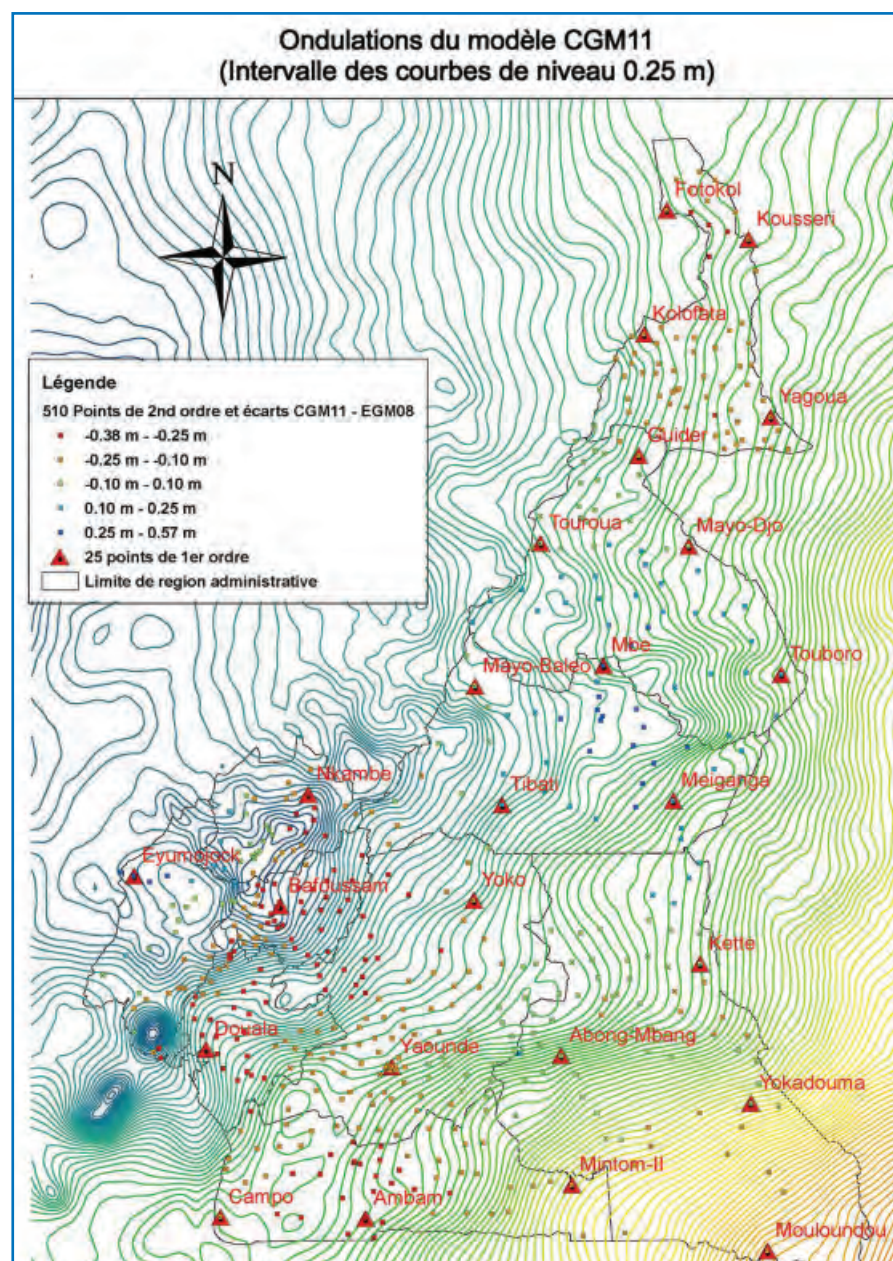 Ondulations du modèle CGM11
(Intervalle des courbes de niveau 0.25 m)
N
Fotokol
Kousseri
Kolofata
Légende
510 Points de 2nd ordre et écarts CGM11 - EGM08
-0.38 m - -0.25 m
-0.25 m - -0.10 m
-0.10 m - 0.10 m
0.10 m - 0.25 m
0.25 m - 0.57 m
25 points de 1er ordre
Limite de region administrative
Yagoua
Guider
Touroua
Mayo-Djo
Mbe
Mayo-Baleo
Touboro
Nkambe
Tibati
Meiganga
Eyumojock
Bafoussam
Yoko
Kette
Douala
Yaounde
Abong-Mbang
Yokadouma
Mintom-II
Campo
Ambam
Mouloundou